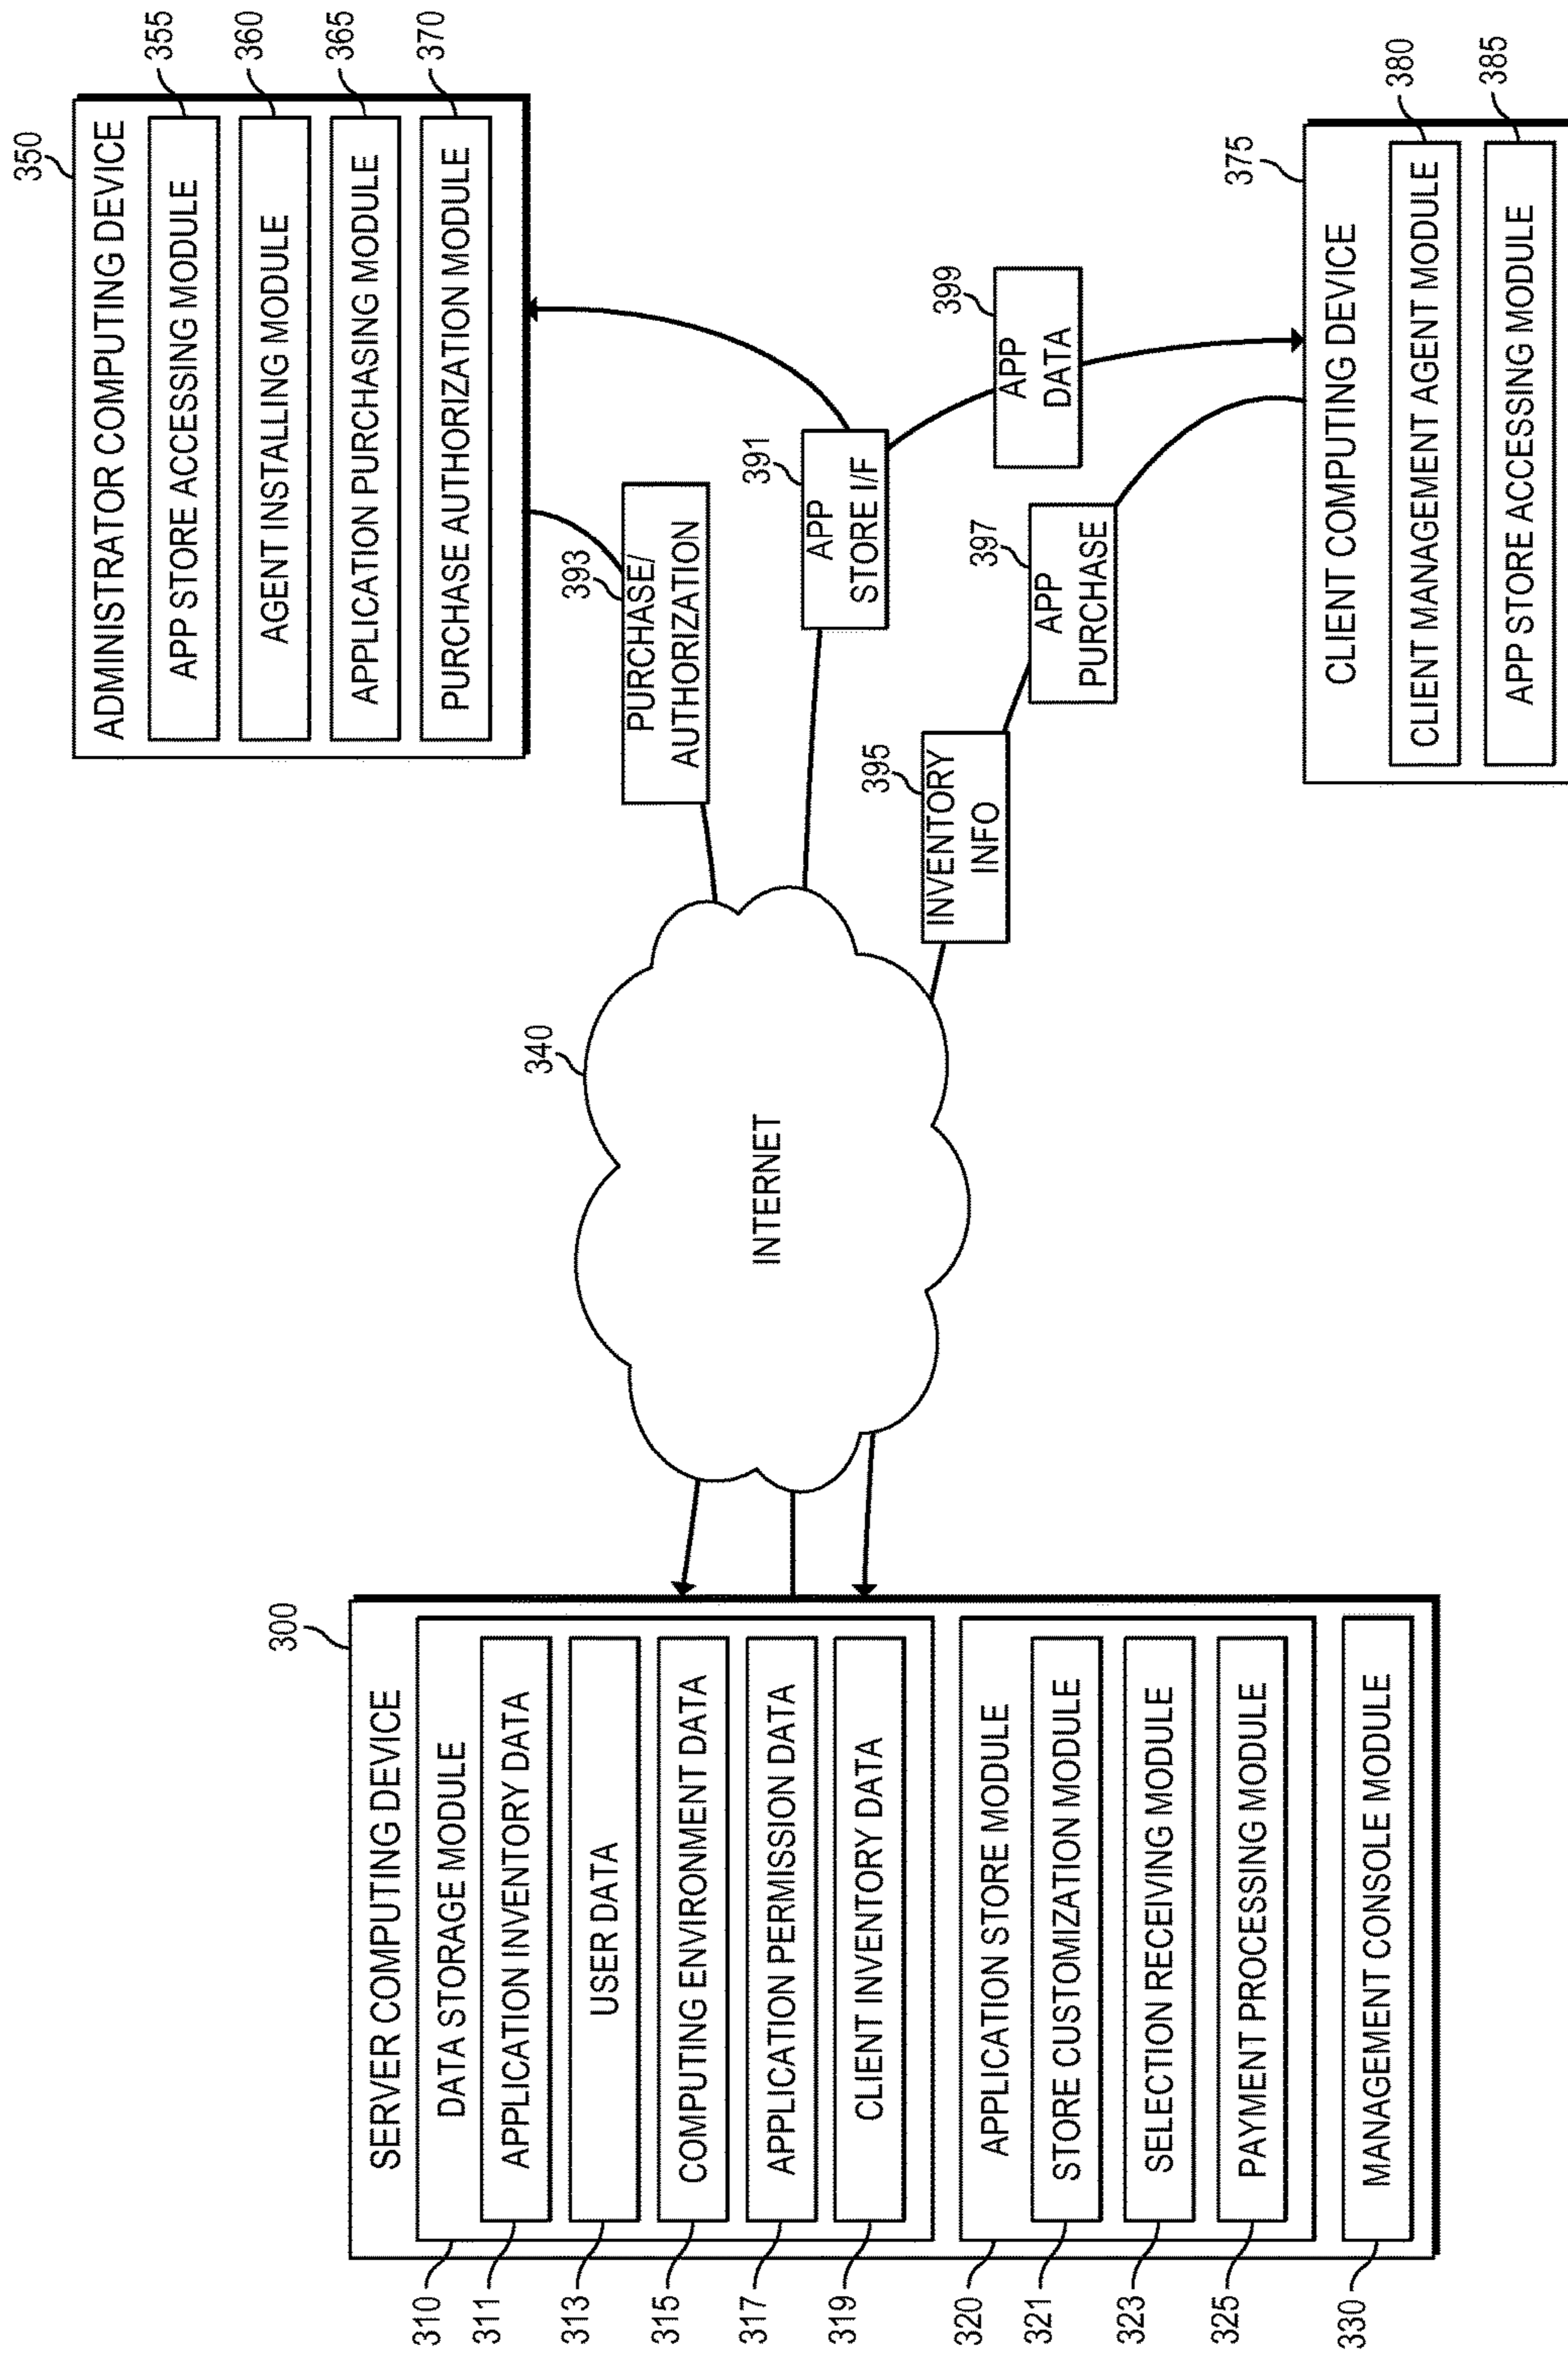 300
SERVER COMPUTING DEVICE
310
DATA STORAGE MODULE
311
APPLICATION INVENTORY DATA
313
USER DATA
315
COMPUTING ENVIRONMENT DATA
317
APPLICATION PERMISSION DATA
319
CLIENT INVENTORY DATA
320
APPLICATION STORE MODULE
321
STORE CUSTOMIZATION MODULE
323
SELECTION RECEIVING MODULE
325
PAYMENT PROCESSING MODULE
330
MANAGEMENT CONSOLE MODULE
340
INTERNET
393
PURCHASE/
AUTHORIZATION
391
APP
STORE I/F
395
INVENTORY
INFO
397
APP
PURCHASE
399
APP
DATA
350
ADMINISTRATOR COMPUTING DEVICE
APP STORE ACCESSING MODULE
355
AGENT INSTALLING MODULE
360
APPLICATION PURCHASING MODULE
365
PURCHASE AUTHORIZATION MODULE
370
375
CLIENT COMPUTING DEVICE
CLIENT MANAGEMENT AGENT MODULE
380
APP STORE ACCESSING MODULE
385